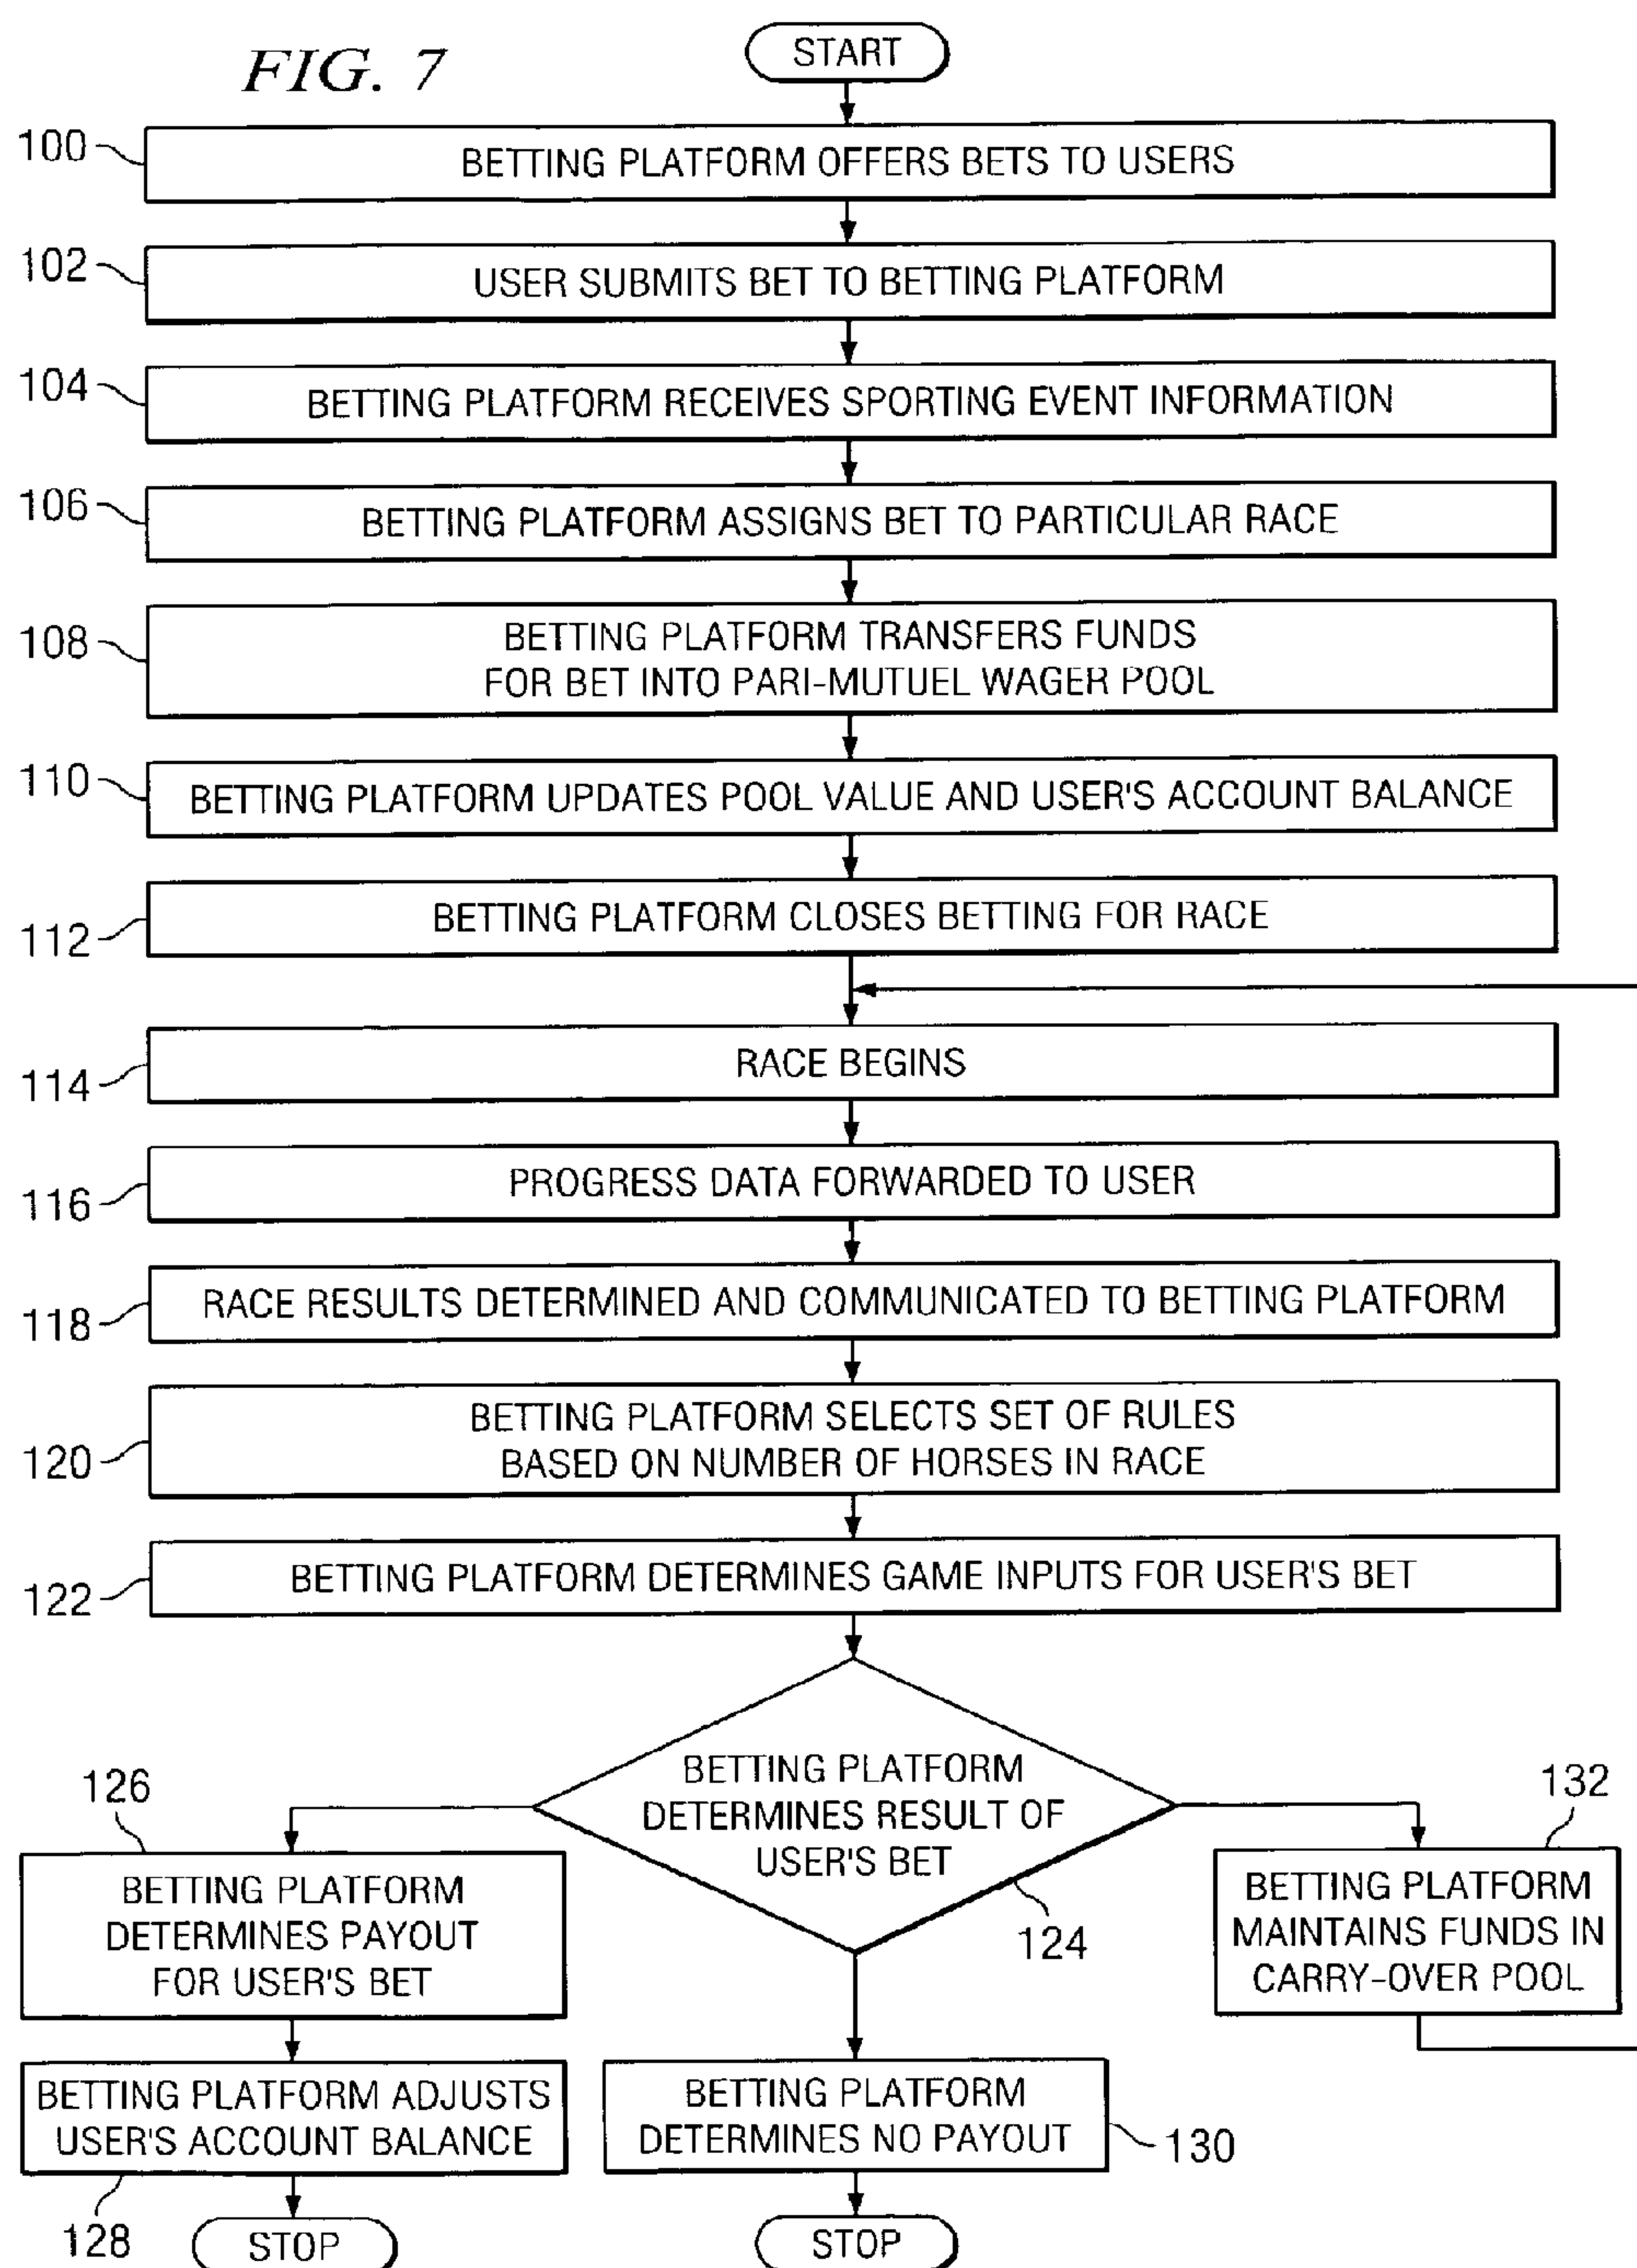 FIG. 7
START
100
BETTING PLATFORM OFFERS BETS TO USERS
102
USER SUBMITS BET TO BETTING PLATFORM
104
BETTING PLATFORM RECEIVES SPORTING EVENT INFORMATION
106
BETTING PLATFORM ASSIGNS BET TO PARTICULAR RACE
108
BETTING PLATFORM TRANSFERS FUNDS
FOR BET INTO PARI-MUTUEL WAGER POOL
110
BETTING PLATFORM UPDATES POOL VALUE AND USER'S ACCOUNT BALANCE
112
BETTING PLATFORM CLOSES BETTING FOR RACE
114
RACE BEGINS
116
PROGRESS DATA FORWARDED TO USER
118
RACE RESULTS DETERMINED AND COMMUNICATED TO BETTING PLATFORM
120
BETTING PLATFORM SELECTS SET OF RULES
BASED ON NUMBER OF HORSES IN RACE
122
BETTING PLATFORM DETERMINES GAME INPUTS FOR USER'S BET
BETTING PLATFORM
DETERMINES RESULT OF
USER'S BET
124
126
BETTING PLATFORM
DETERMINES PAYOUT
FOR USER'S BET
132
BETTING PLATFORM
MAINTAINS FUNDS IN
CARRY-OVER POOL
BETTING PLATFORM ADJUSTS
USER'S ACCOUNT BALANCE
128
STOP
BETTING PLATFORM
DETERMINES NO PAYOUT
130
STOP